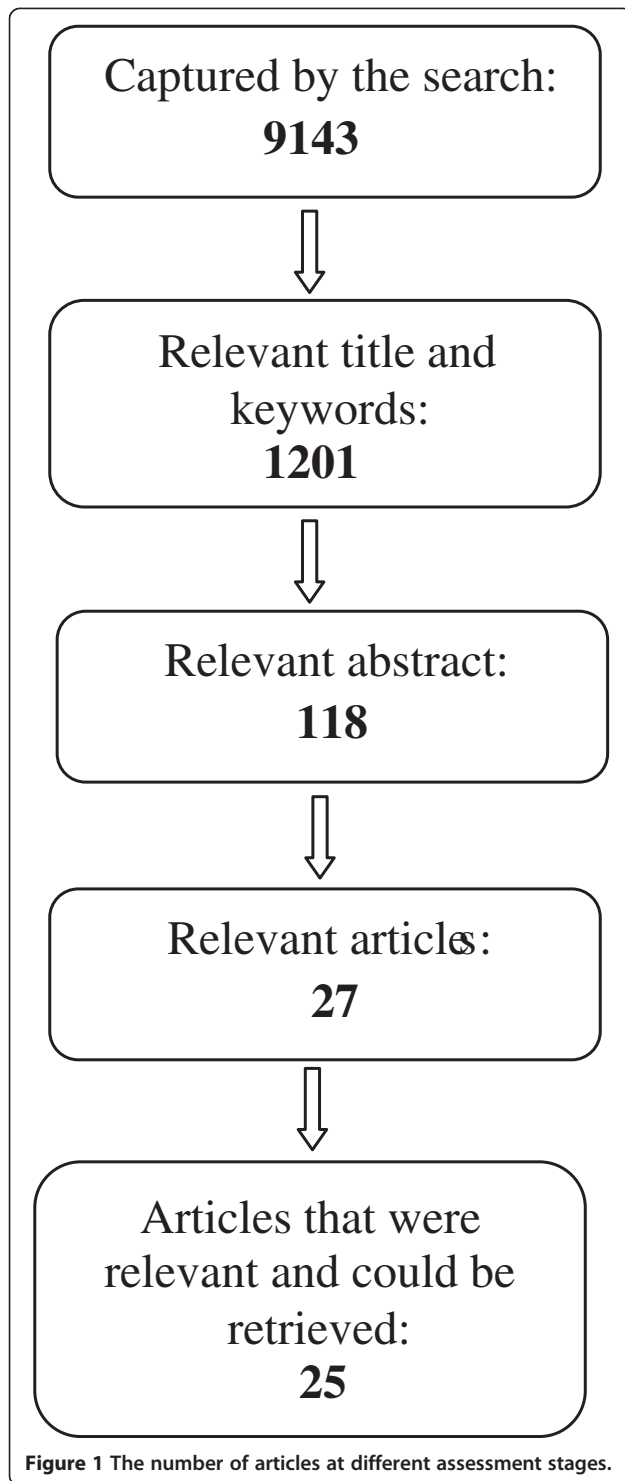 Captured by the search:
9143
Relevant title and
keywords:
1201
Relevant abstract:
118
Relevant articles:
27
Articles that were
relevant and could be
retrieved:
25
Figure 1 The number of articles at different assessment stages.